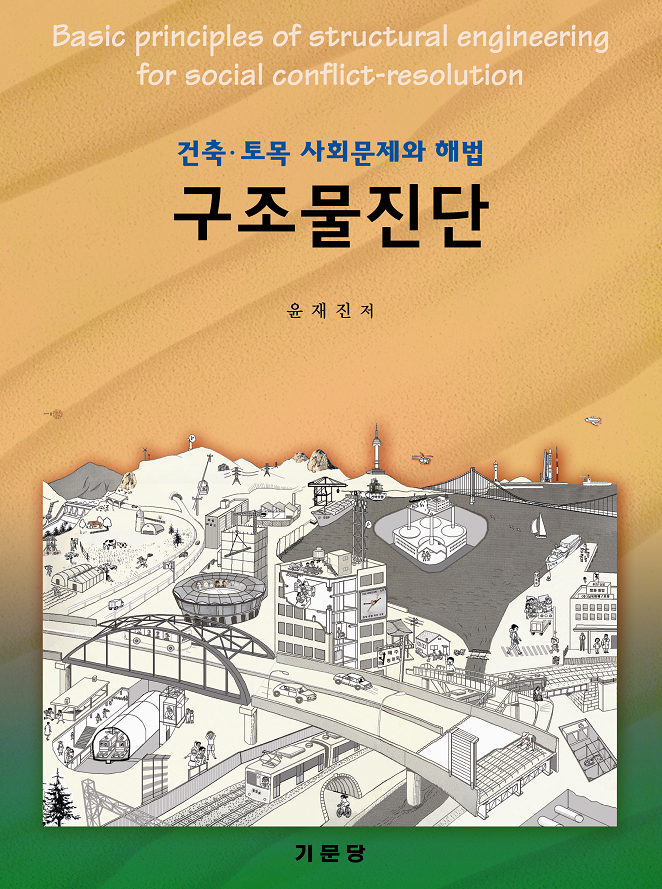 Basic principles of structural engineering
for social conflict-resolution
건축·토목 사회문제와 해법
구조물진단
윤재진 저
기문당